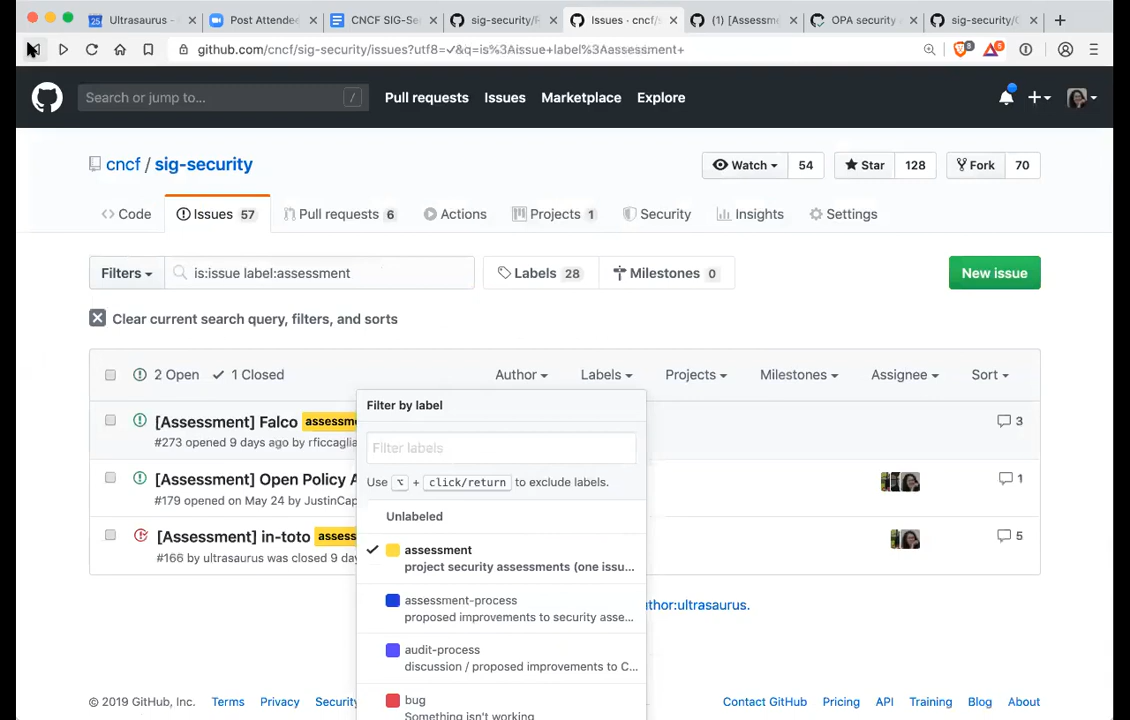 Ultrasaurus -
Post Attende
CNCF SIG-Se
sig-security/
Issues · cncf/s
(1) [Assessm
OPA security
sig-security/
github.com/cncf/sig-security/issues?utf8=✓&q=is%3Aissue+label%3Aassessment+
Search or jump to...
/
Pull requests
Issues
Marketplace
Explore
cncf / sig-security
Watch
54
Star
128
Fork
70
Code
Issues 57
Pull requests 6
Actions
Projects 1
Security
Insights
Settings
Filters
is:issue label:assessment
Labels 28
Milestones 0
New issue
Clear current search query, filters, and sorts
2 Open
1 Closed
Author
Labels
Projects
Milestones
Assignee
Sort
[Assessment] Falco
assessme
3
#273 opened 9 days ago by rficcaglia
[Assessment] Open Policy A
1
#179 opened on May 24 by JustinCap
[Assessment] in-toto
assess
5
#166 by ultrasaurus was closed 9 day
Filter by label
Filter labels
Use ⌥ + click/return to exclude labels.
Unlabeled
assessment
project security assessments (one issu...
assessment-process
proposed improvements to security asse...
audit-process
discussion / proposed improvements to C...
bug
Something isn't working
uthor:ultrasaurus.
© 2019 GitHub, Inc.
Terms
Privacy
Security
Contact GitHub
Pricing
API
Training
Blog
About